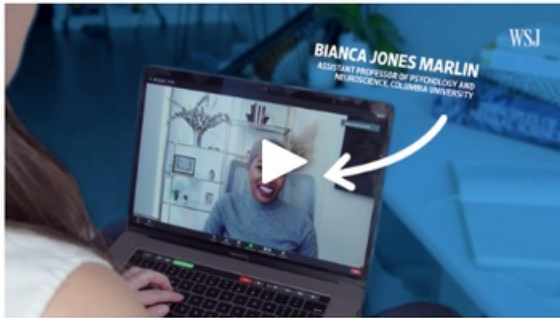 WSJ
BIANCA JONES MARLIN
ASSISTANT PROFESSOR OF PSYCHOLOGY AND
NEUROSCIENCE, COLUMBIA UNIVERSITY